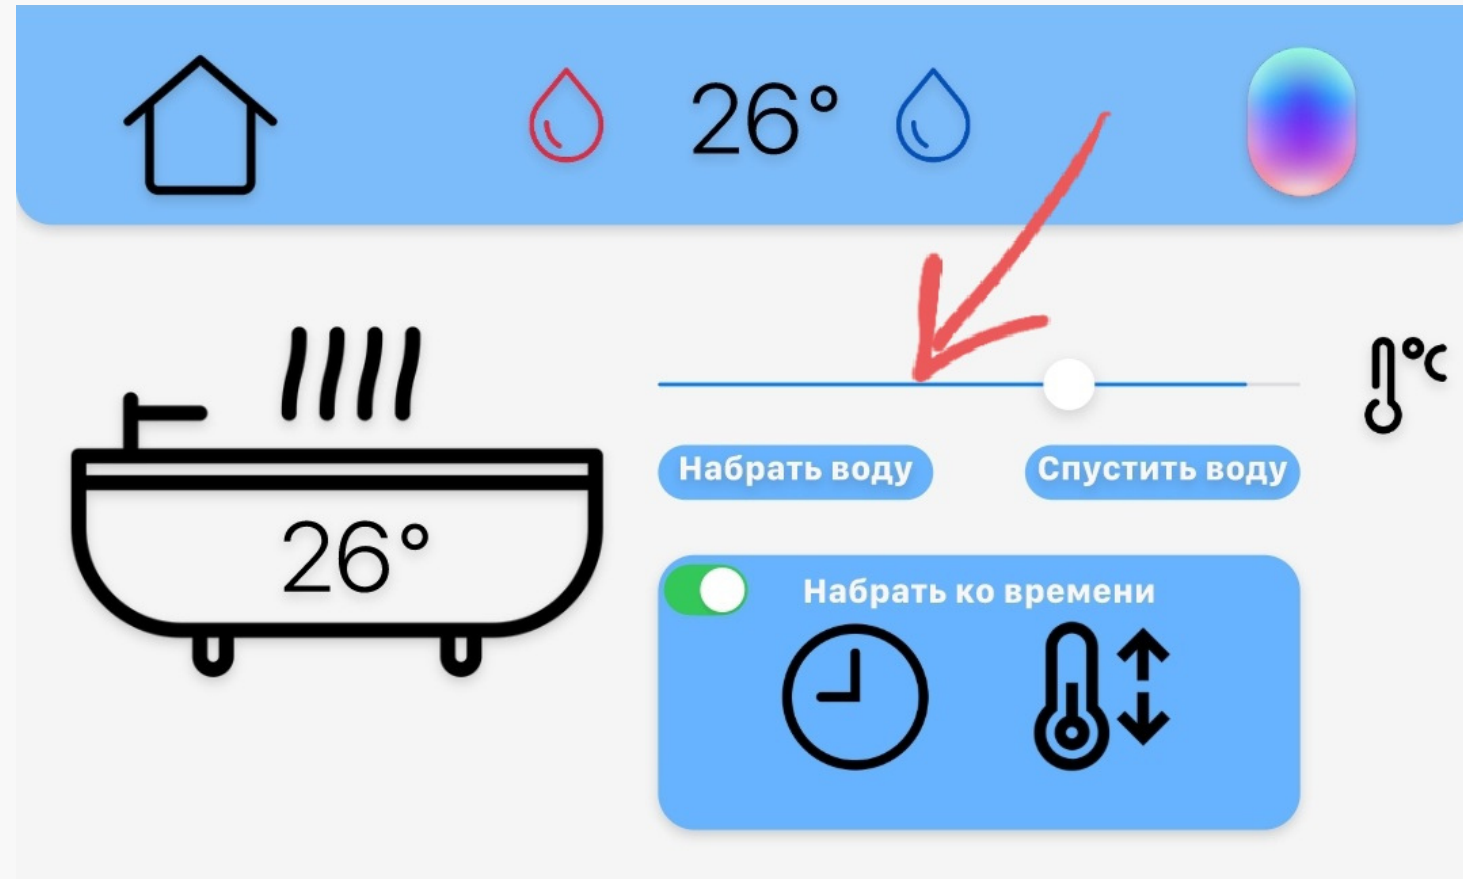 26°
°C
Набрать воду
Спустить воду
26°
Набрать ко времени